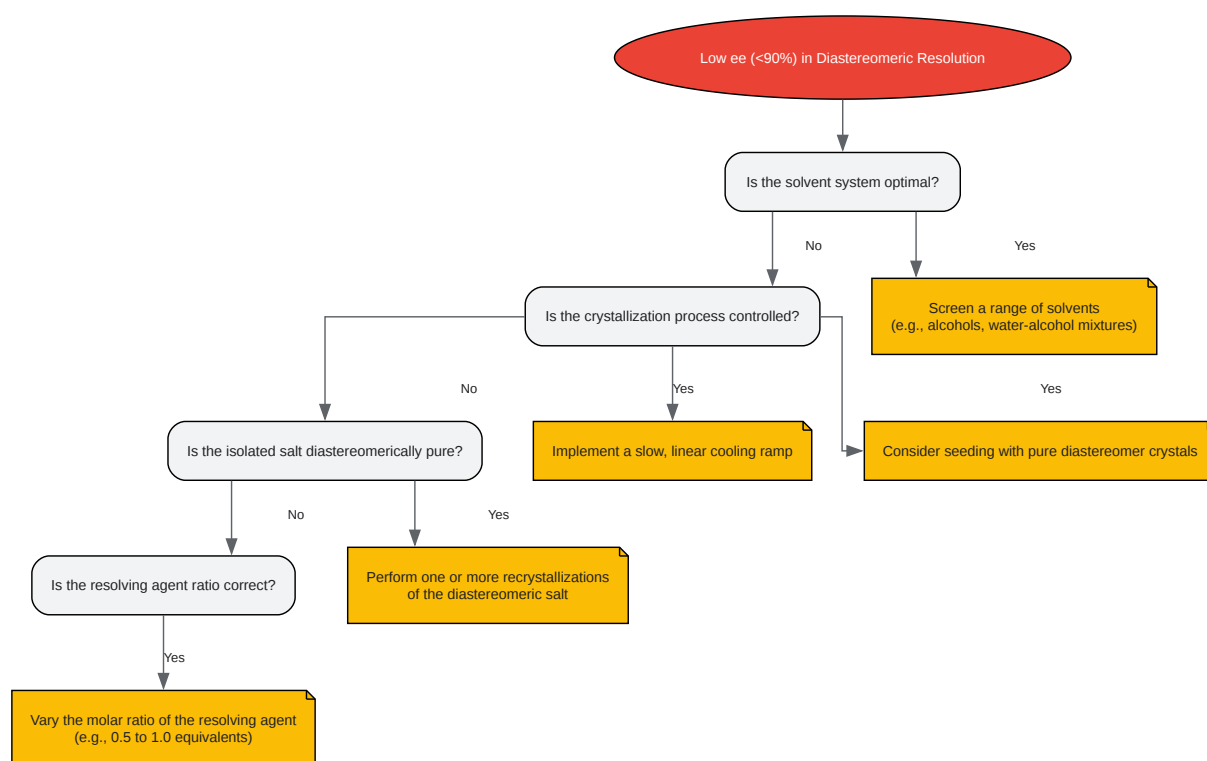 Low ee (<90%) in Diastereomeric Resolution
Is the solvent system optimal?
No
Yes
Is the crystallization process controlled?
Screen a range of solvents
(e.g., alcohols, water-alcohol mixtures)
No
Yes
Yes
Is the isolated salt diastereomerically pure?
Implement a slow, linear cooling ramp
Consider seeding with pure diastereomer crystals
No
Yes
Is the resolving agent ratio correct?
Perform one or more recrystallizations
of the diastereomeric salt
Yes
Vary the molar ratio of the resolving agent
(e.g., 0.5 to 1.0 equivalents)